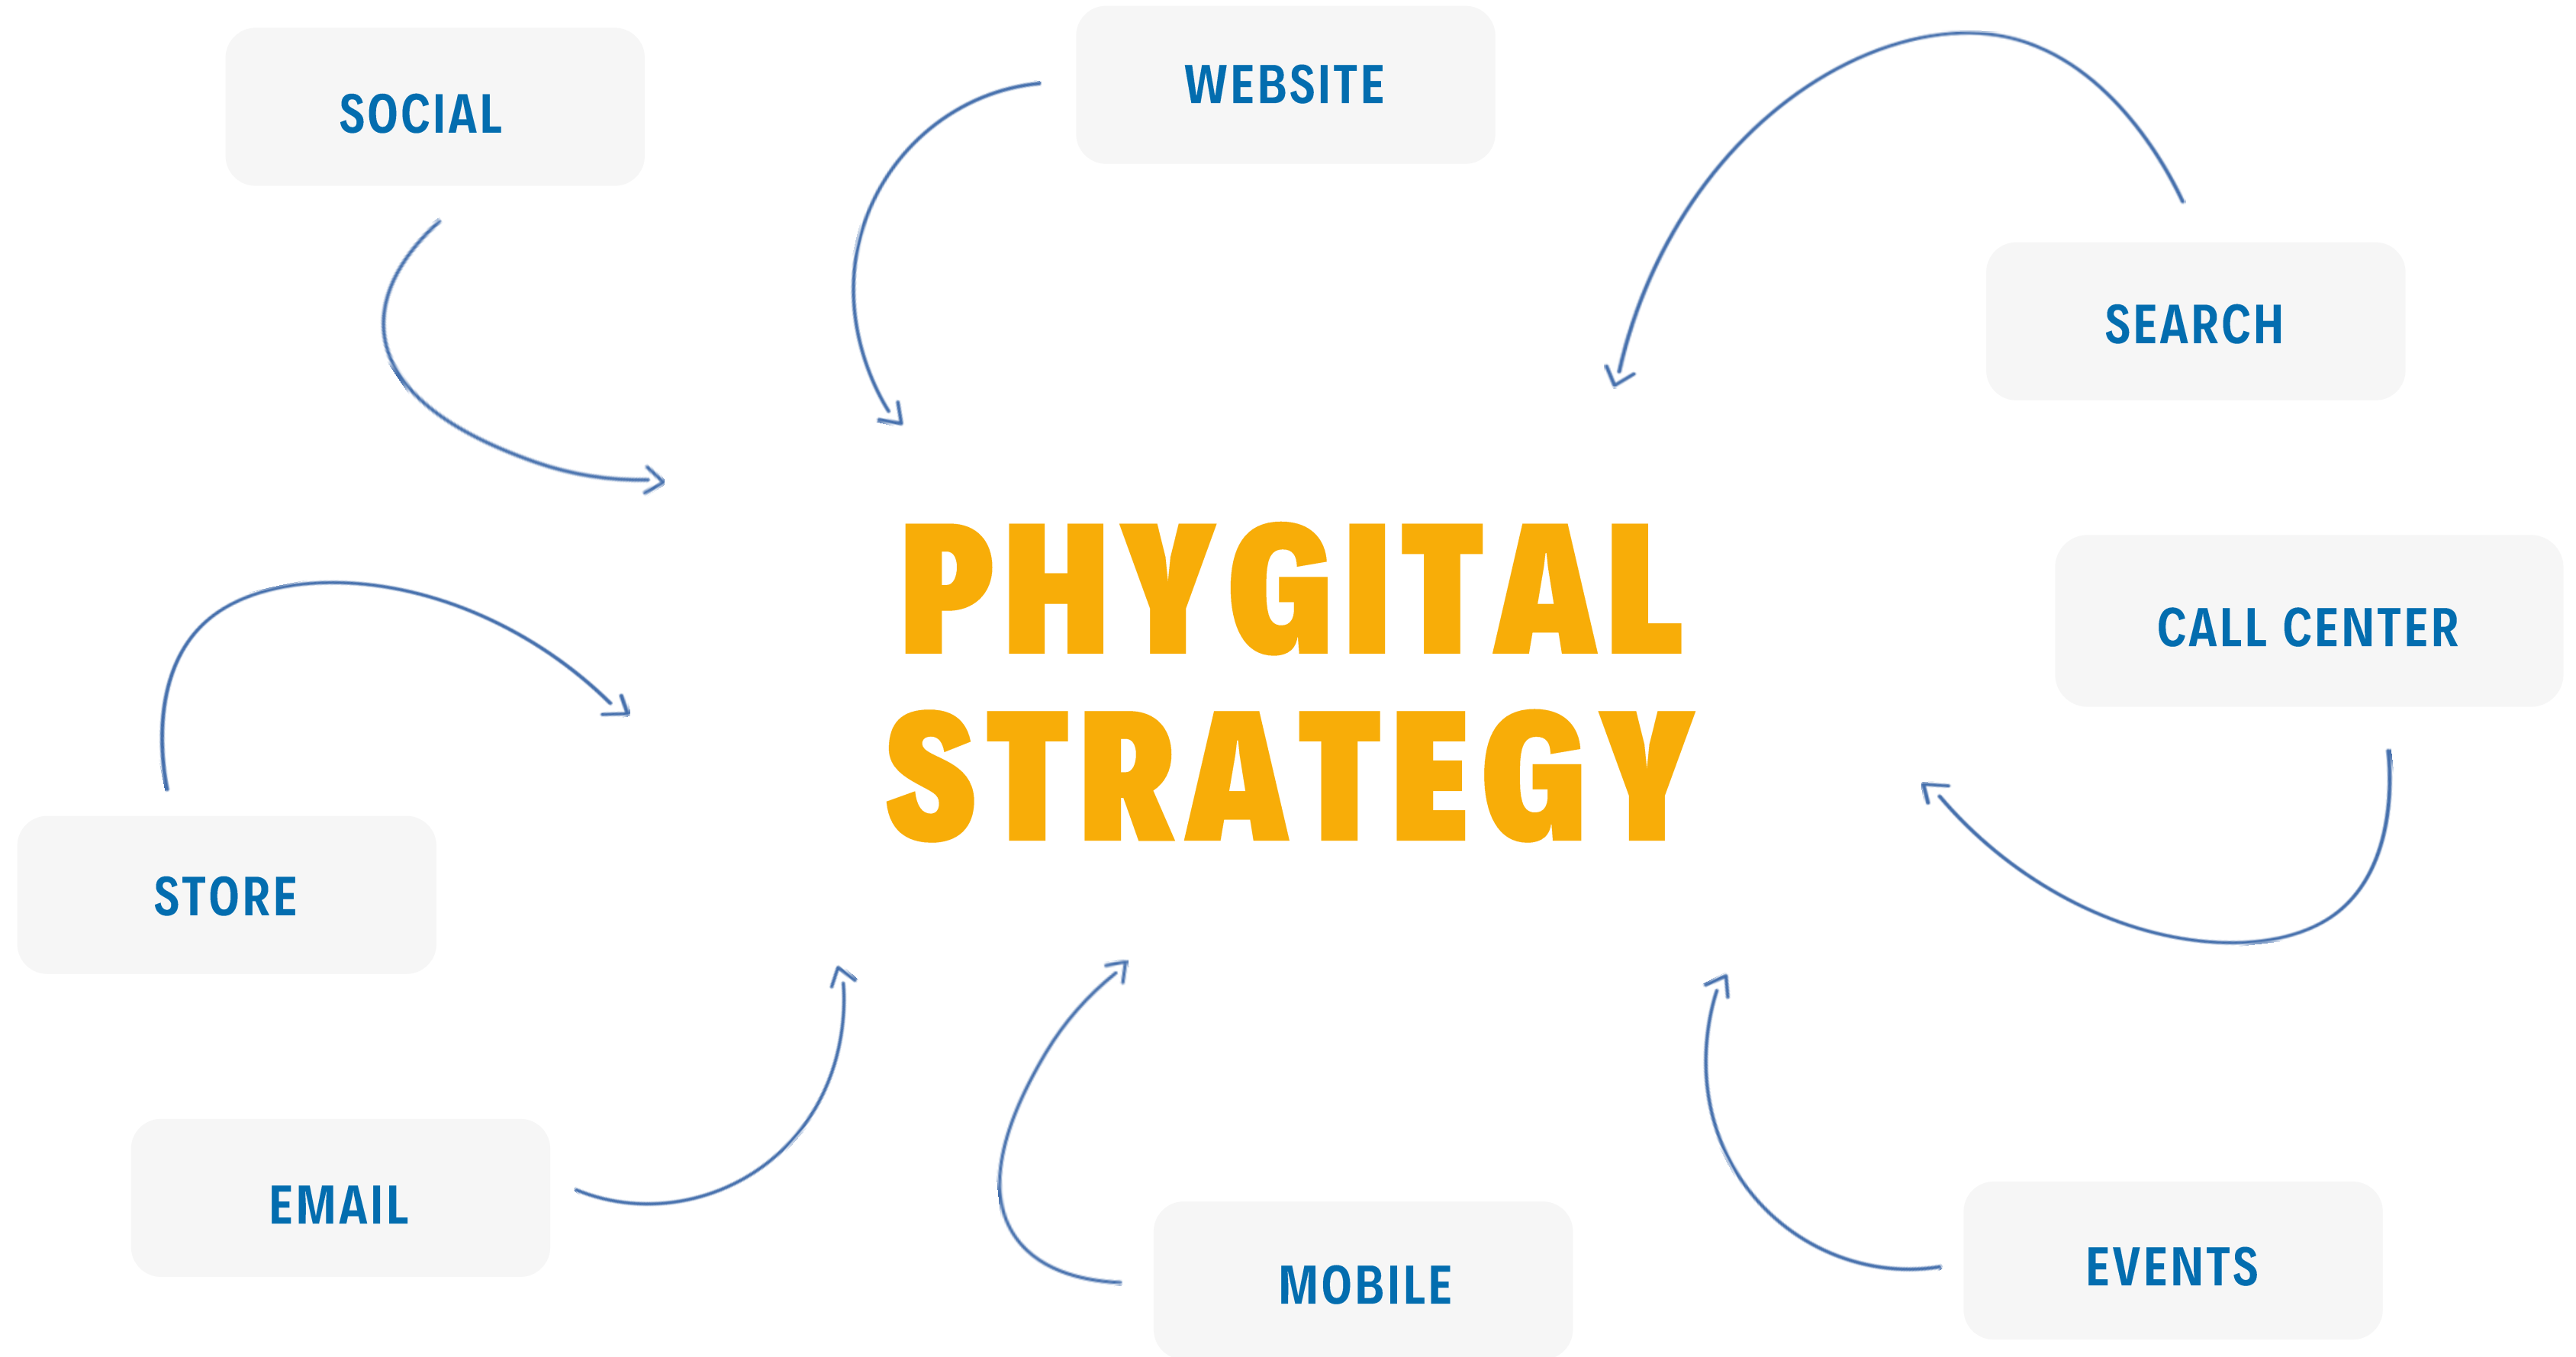 SOCIAL
WEBSITE
SEARCH
PHYGITAL
STRATEGY
CALL CENTER
STORE
EMAIL
MOBILE
EVENTS